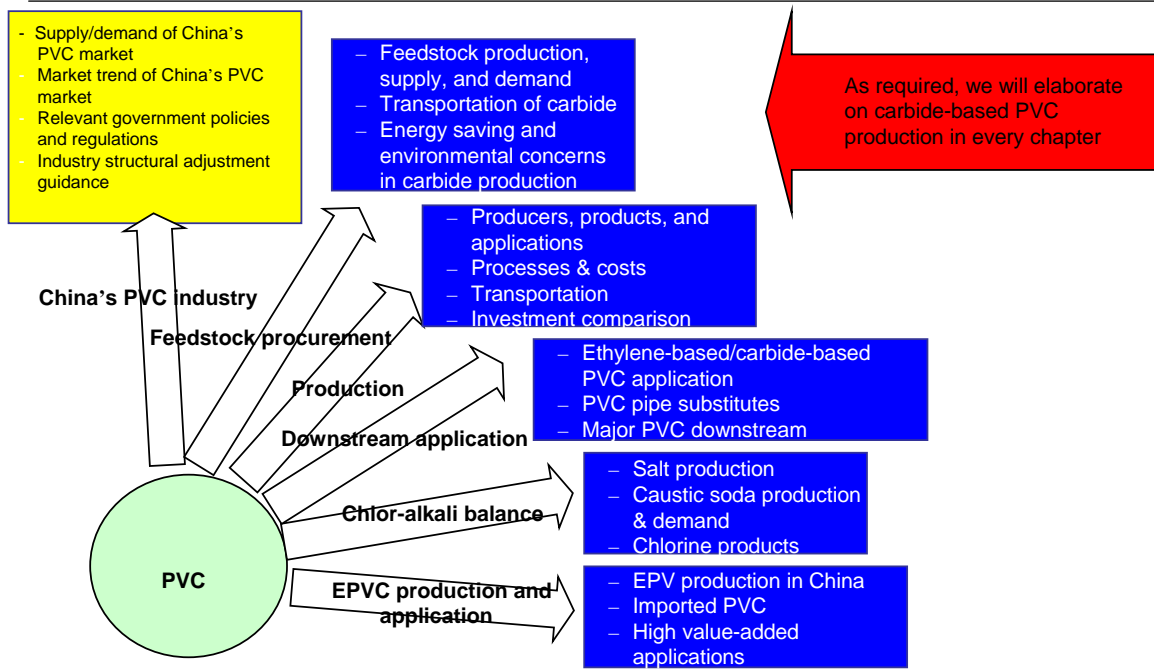 - Supply/demand of China’s
PVC market
- Market trend of China’s PVC
market
- Relevant government policies
and regulations
- Industry structural adjustment
guidance
– Feedstock production,
supply, and demand
– Transportation of carbide
– Energy saving and
environmental concerns
in carbide production
As required, we will elaborate
on carbide-based PVC
production in every chapter
– Producers, products, and
applications
– Processes & costs
– Transportation
– Investment comparison
China’s PVC industry
Feedstock procurement
Production
Downstream application
– Ethylene-based/carbide-based
PVC application
– PVC pipe substitutes
– Major PVC downstream
Chlor-alkali balance
– Salt production
– Caustic soda production
& demand
– Chlorine products
PVC
EPVC production and
application
– EPV production in China
– Imported PVC
– High value-added
applications